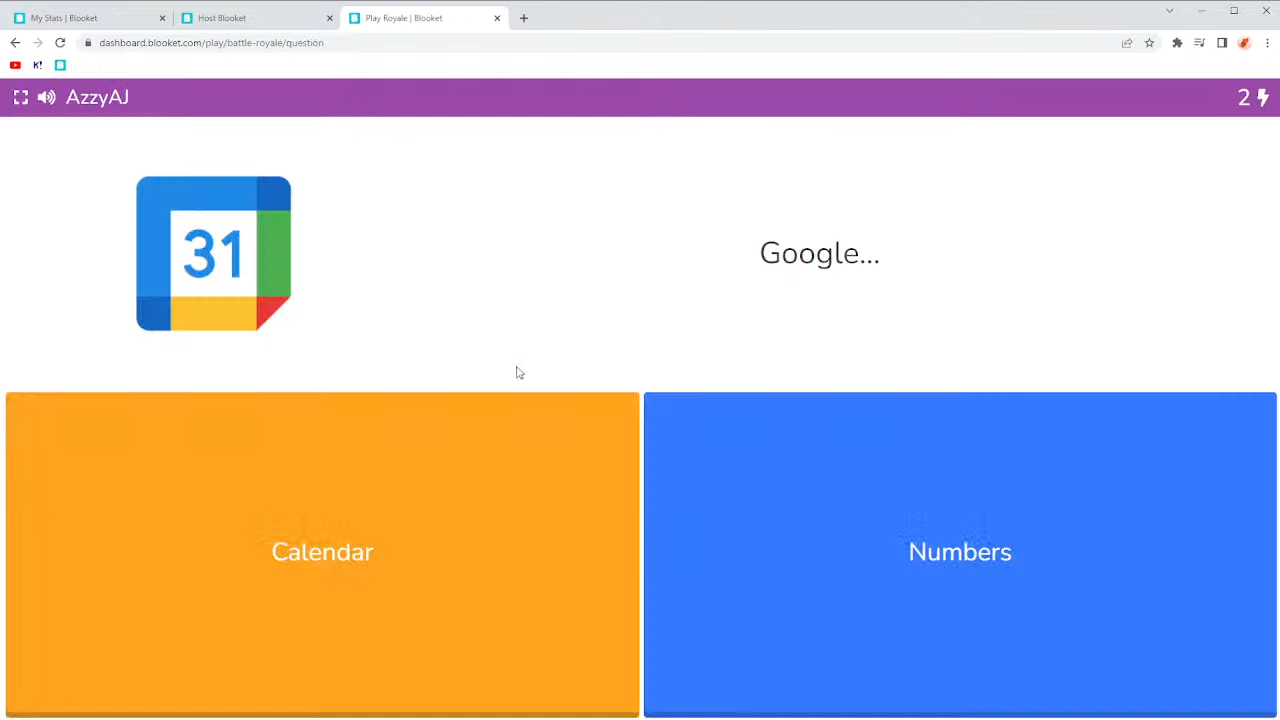 My Stats | Blooket
Host Blooket
Play Royale | Blooket
dashboard.blooket.com/play/battle-royale/question
K!
AzzyAJ
2
31
Google...
Calendar
Numbers